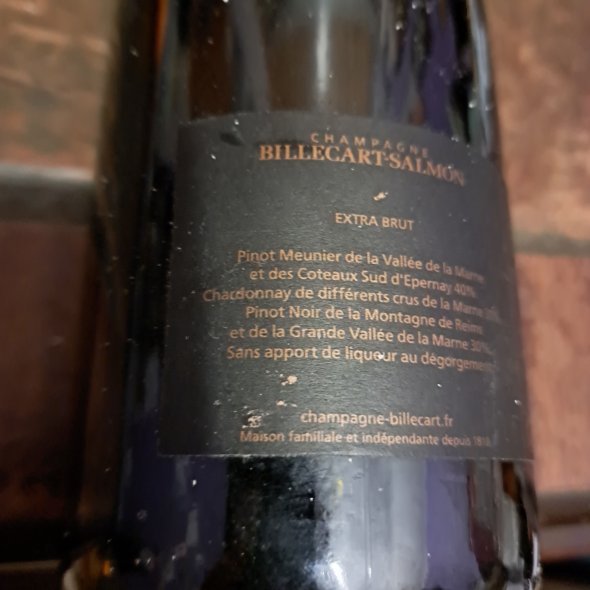 CHAMPAGNE
BILLECART-SALMON
EXTRA BRUT
Pinot Meunier de la Vallée de la Marne
et des Coteaux Sud d'Epernay 40%
Chardonnay de différents crus de la Marne
Pinot Noir de la Montagne de Reims
et de la Grande Vallée de la Marne 30%
Sans apport de liqueur au dégorgement
champagne-billecart.fr
Maison familiale et indépendante depuis 1818